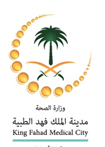 وزارة الصحة
مدينة الملك فهد الطبية
King Fahad Medical City